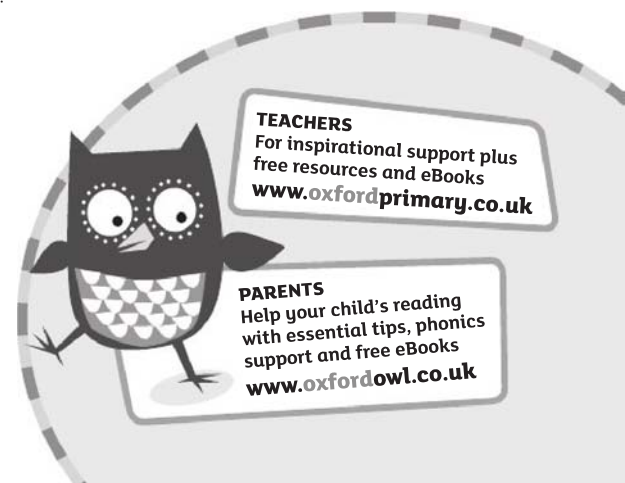 TEACHERS
For inspirational support plus
free resources and eBooks
www.oxfordprimary.co.uk
PARENTS
Help your child's reading
with essential tips, phonics
support and free eBooks
www.oxfordowl.co.uk